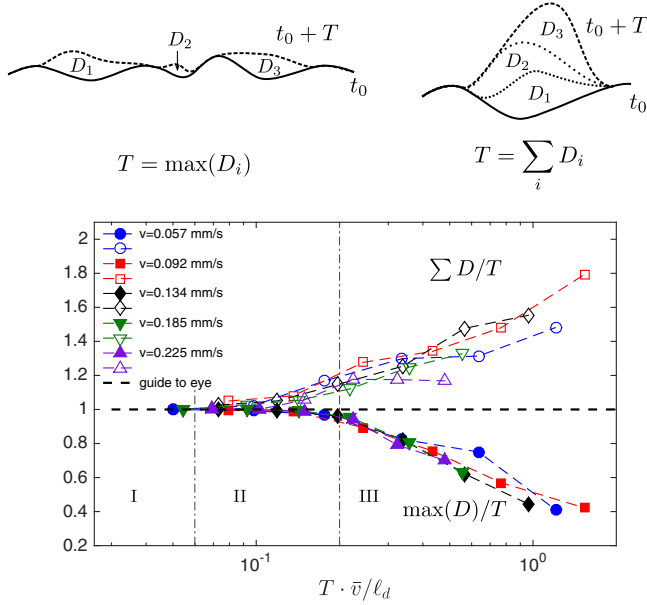 D₁ D₂ D₃ t₀ + T t₀
T = max(Dᵢ)
D₃ t₀ + T
D₂
D₁ t₀
T = ∑ᵢ Dᵢ
2
1.8
1.6
1.4
1.2
1
0.8
0.6
0.4
0.2
v=0.057 mm/s
v=0.092 mm/s
v=0.134 mm/s
v=0.185 mm/s
v=0.225 mm/s
guide to eye
∑ D/T
max(D)/T
I II III
10⁻¹ 10⁰
T · v̄/ℓ_d